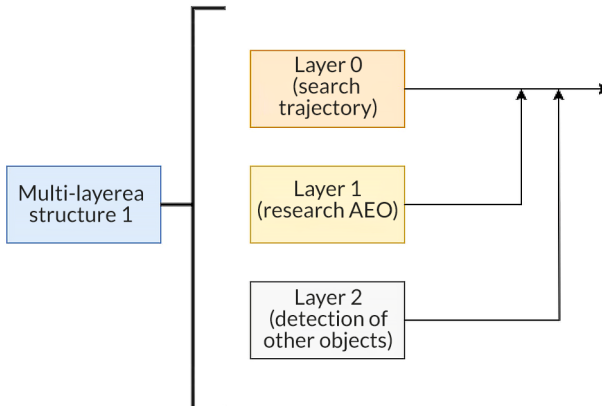 Layer 0
(search
trajectory)
Multi-layerea
structure 1
Layer 1
(research AEO)
Layer 2
(detection of
other objects)